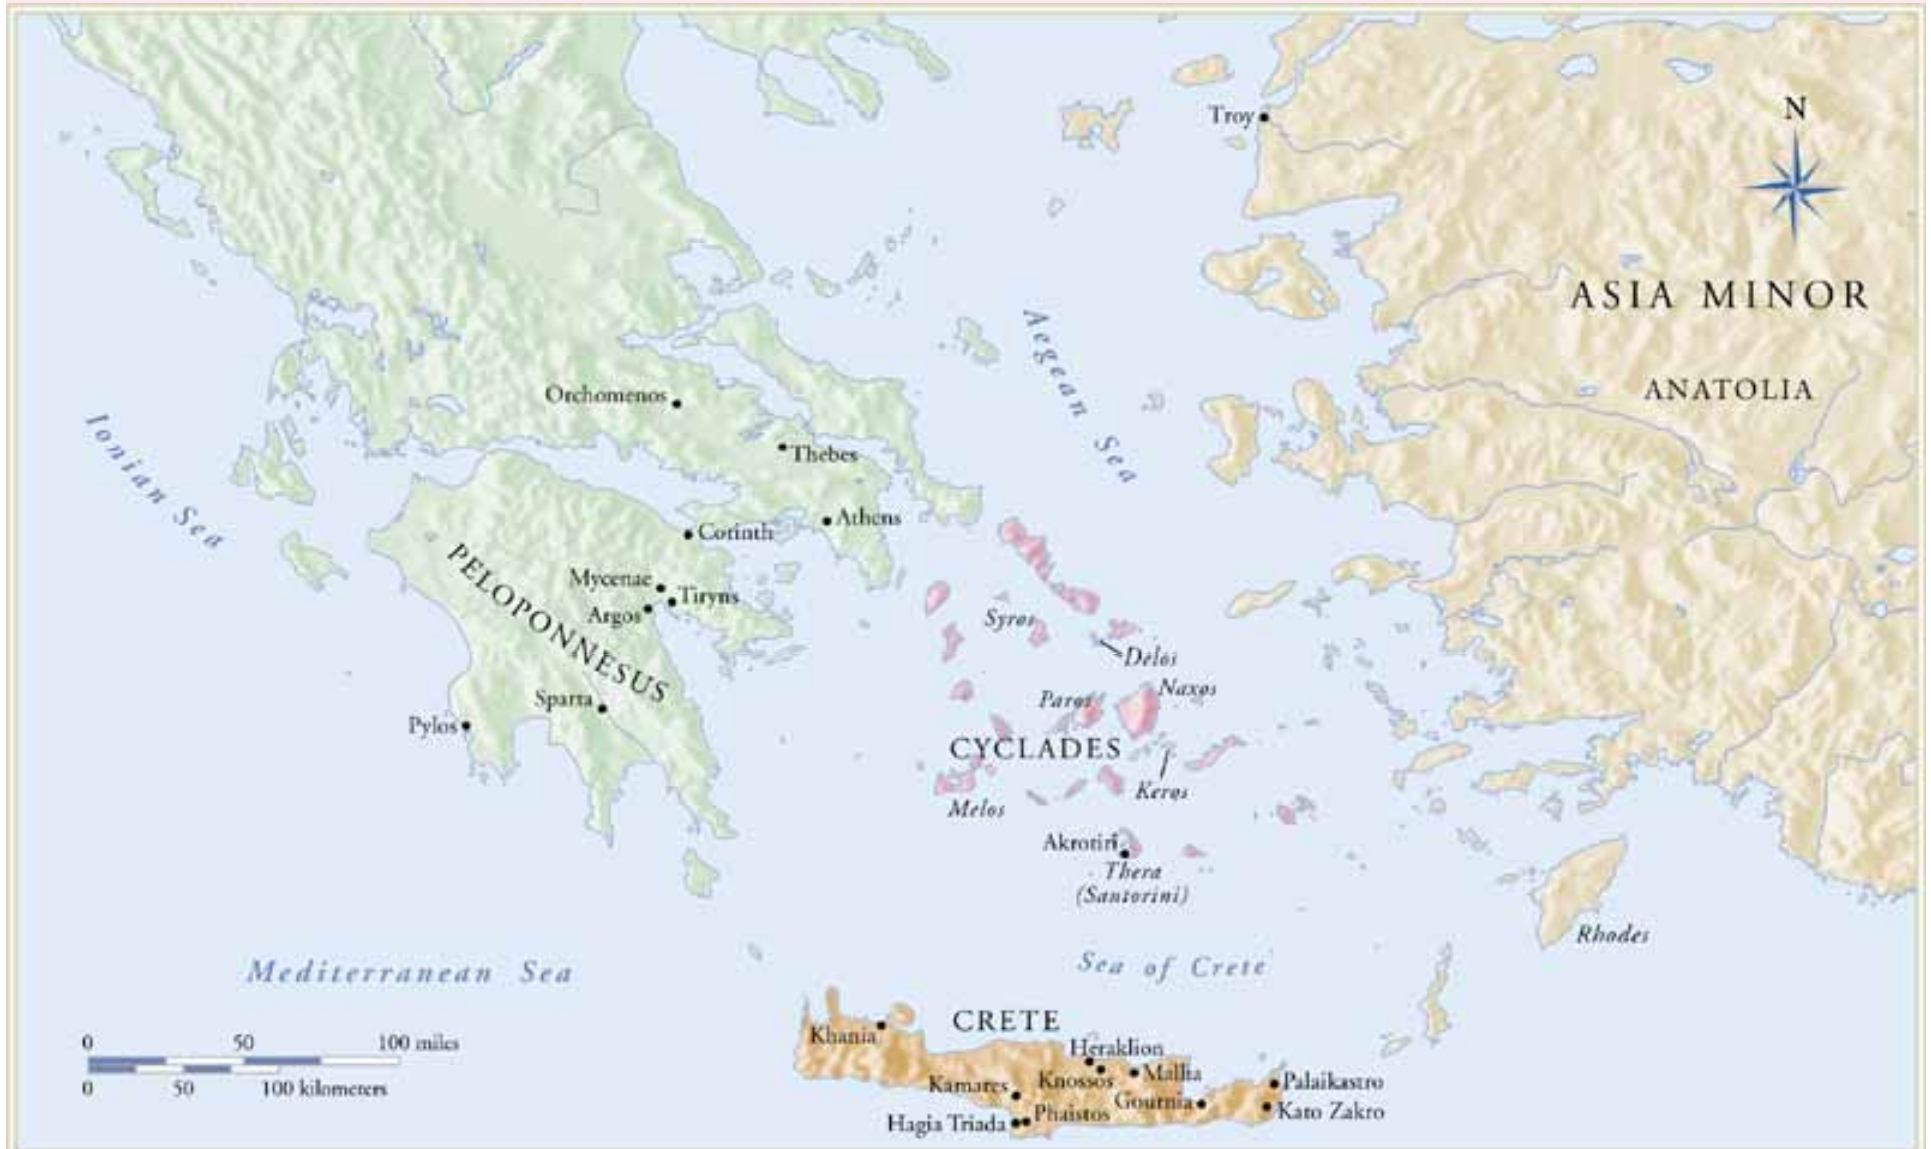 N
Troy
ASIA MINOR
Aegean Sea
ANATOLIA
Orchomenos
Ionian Sea
Thebes
Athens
Corinth
PELOPONNESUS
Mycenae
Tiryns
Argos
Syros
Delos
Naxos
Paros
Sparta
Pylos
CYCLADES
Keros
Melos
Akrotiri
Thera
(Santorini)
Rhodes
Mediterranean Sea
Sea of Crete
CRETE
Khania
0 50 100 miles
0 50 100 kilometers
Heraklion
Knossos
Mallia
Kamares
Gournia
Palaikastro
Kato Zakro
Phaistos
Hagia Triada